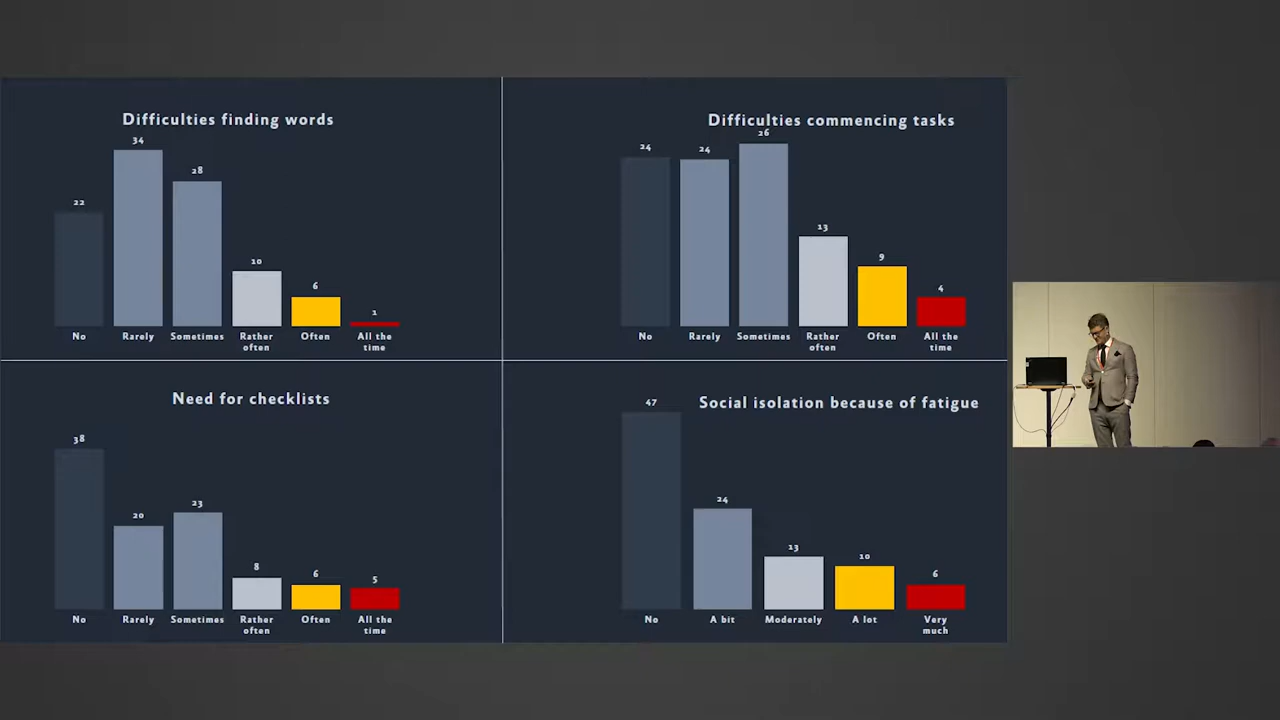 Difficulties finding words
34
28
22
10
6
1
No
Rarely
Sometimes
Rather
often
Often
All the
time
Difficulties commencing tasks
26
24
24
13
9
4
No
Rarely
Sometimes
Rather
often
Often
All the
time
Need for checklists
38
20
23
8
6
5
No
Rarely
Sometimes
Rather
often
Often
All the
time
Social isolation because of fatigue
47
24
13
10
6
No
A bit
Moderately
A lot
Very
much